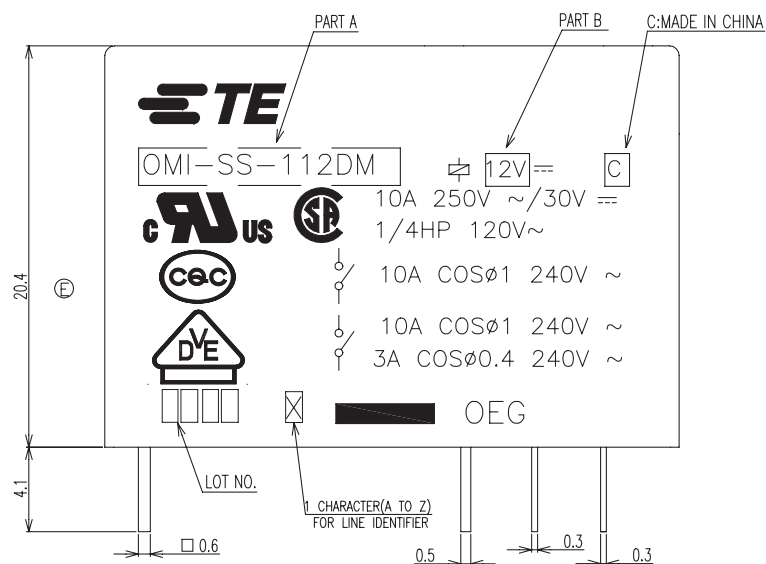 PART A
PART B
C:MADE IN CHINA
TE
OMI-SS-112DM
12V
C
10A 250V ~/30V ⎓
1/4HP 120V~
C UR US
SA
CQC
10A COSø1 240V ~
10A COSø1 240V ~
3A COSø0.4 240V ~
DVE
OEG
LOT NO.
1 CHARACTER(A TO Z)
FOR LINE IDENTIFIER
20.4
E
4.1
□ 0.6
0.5
0.3
0.3